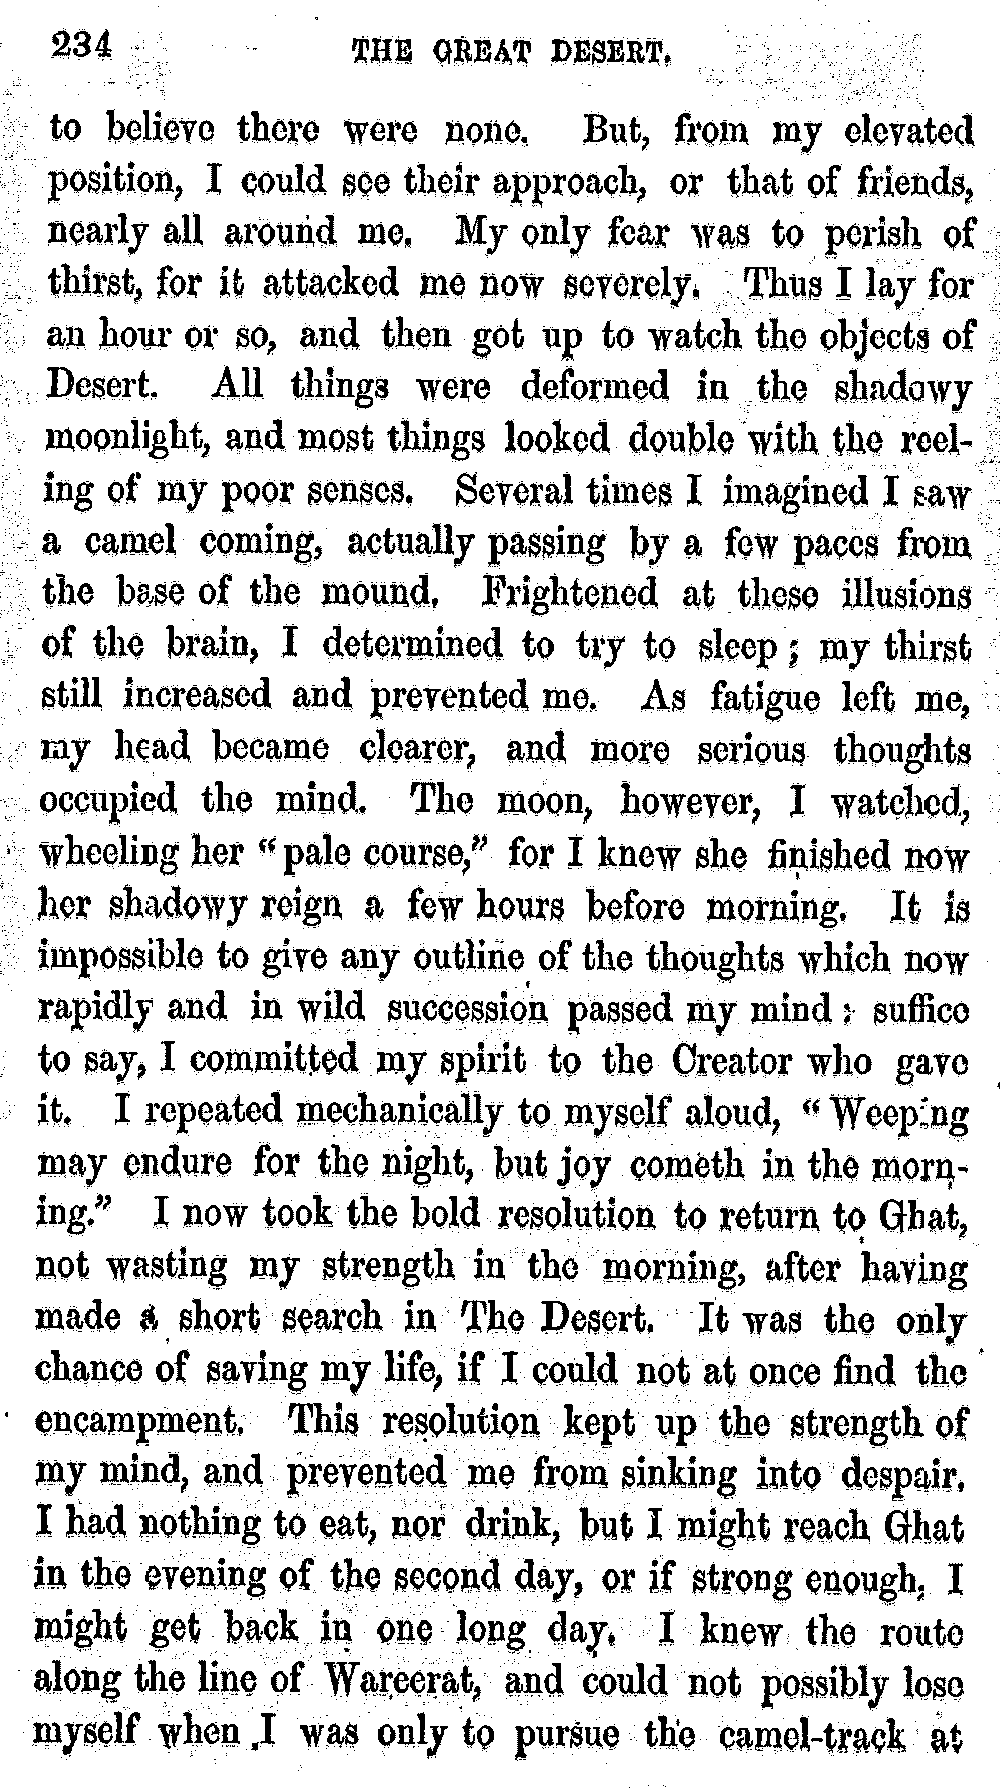 234 THE GREAT DESERT.
to believe there were none. But, from my elevated
position, I could see their approach, or that of friends,
nearly all around me. My only fear was to perish of
thirst, for it attacked me now severely. Thus I lay for
an hour or so, and then got up to watch the objects of
Desert. All things were deformed in the shadowy
moonlight, and most things looked double with the reel-
ing of my poor senses. Several times I imagined I saw
a camel coming, actually passing by a few paces from
the base of the mound. Frightened at these illusions
of the brain, I determined to try to sleep; my thirst
still increased and prevented me. As fatigue left me,
my head became clearer, and more serious thoughts
occupied the mind. The moon, however, I watched,
wheeling her "pale course," for I knew she finished now
her shadowy reign a few hours before morning. It is
impossible to give any outline of the thoughts which now
rapidly and in wild succession passed my mind; suffice
to say, I committed my spirit to the Creator who gave
it. I repeated mechanically to myself aloud, "Weeping
may endure for the night, but joy cometh in the morn-
ing." I now took the bold resolution to return to Ghat,
not wasting my strength in the morning, after having
made a short search in The Desert. It was the only
chance of saving my life, if I could not at once find the
encampment. This resolution kept up the strength of
my mind, and prevented me from sinking into despair.
I had nothing to eat, nor drink, but I might reach Ghat
in the evening of the second day, or if strong enough, I
might get back in one long day. I knew the route
along the line of Wareerat, and could not possibly lose
myself when I was only to pursue the camel-track at